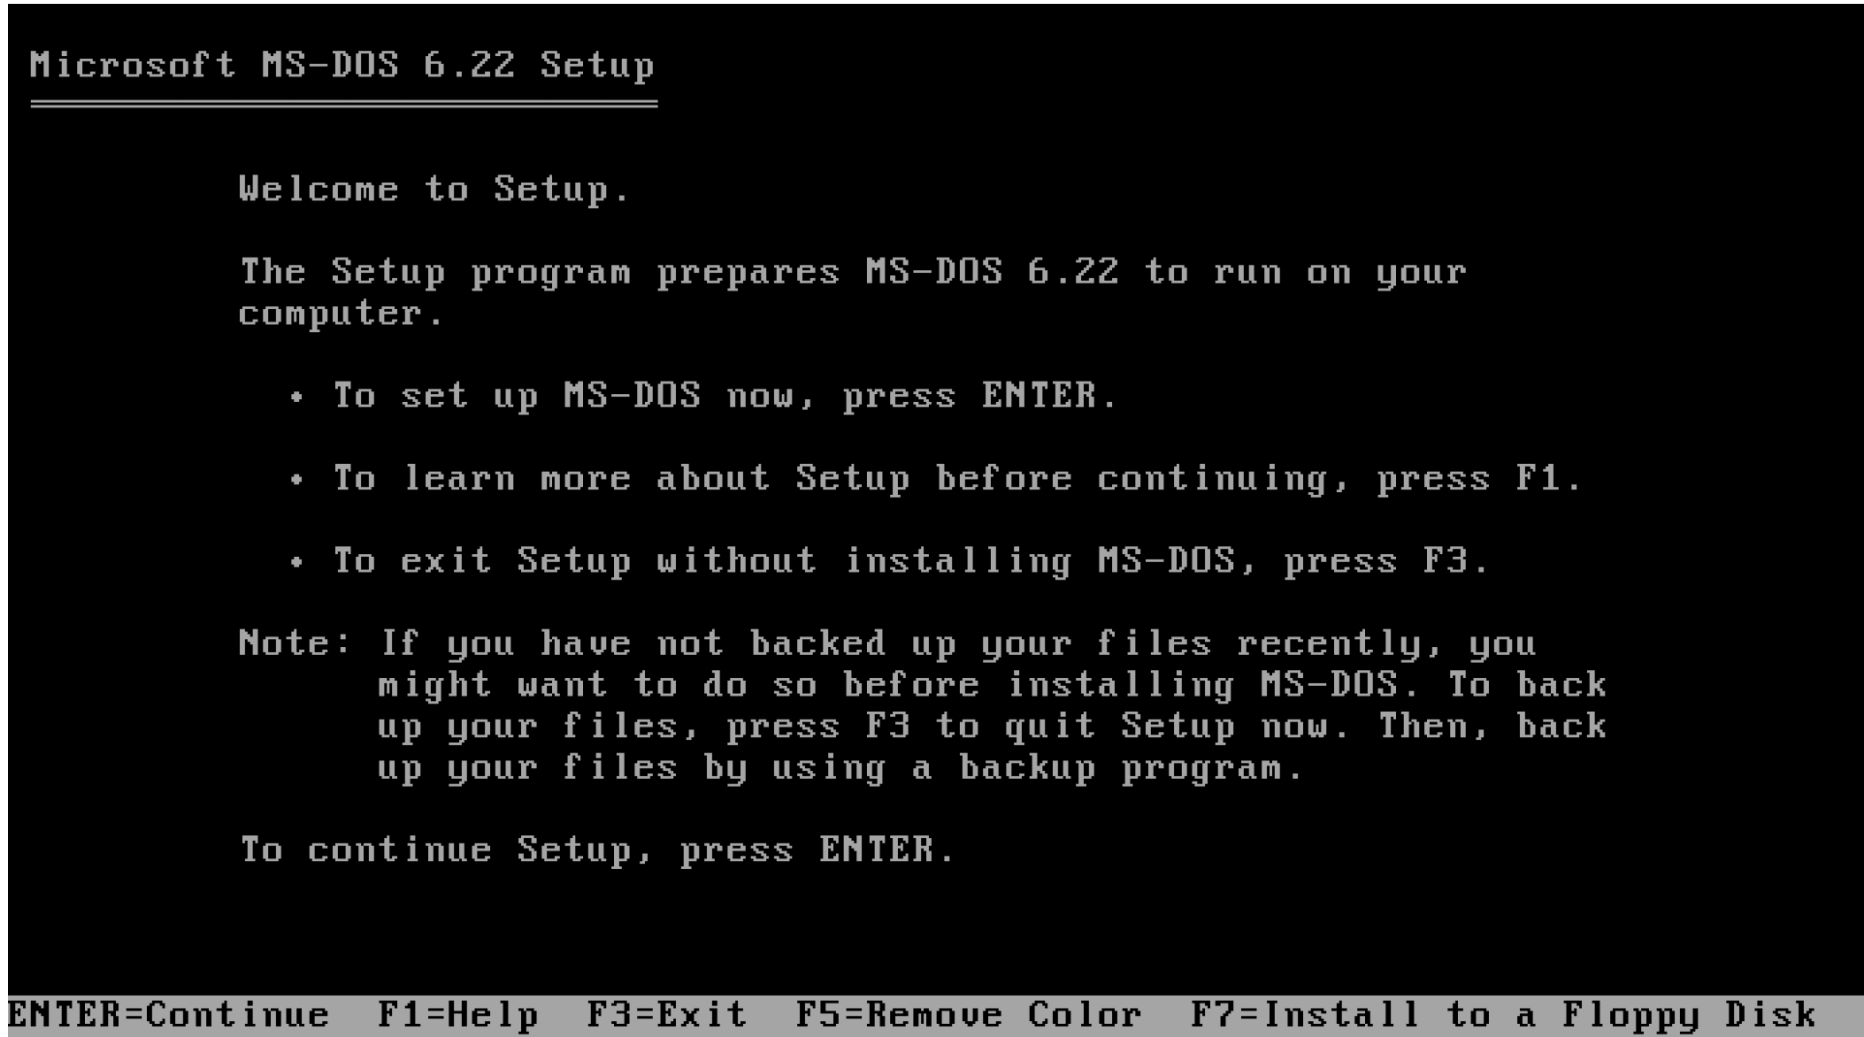 Microsoft MS-DOS 6.22 Setup
Welcome to Setup.
The Setup program prepares MS-DOS 6.22 to run on your
computer.
• To set up MS-DOS now, press ENTER.
• To learn more about Setup before continuing, press F1.
• To exit Setup without installing MS-DOS, press F3.
Note: If you have not backed up your files recently, you
might want to do so before installing MS-DOS. To back
up your files, press F3 to quit Setup now. Then, back
up your files by using a backup program.
To continue Setup, press ENTER.
ENTER=Continue F1=Help F3=Exit F5=Remove Color F7=Install to a Floppy Disk